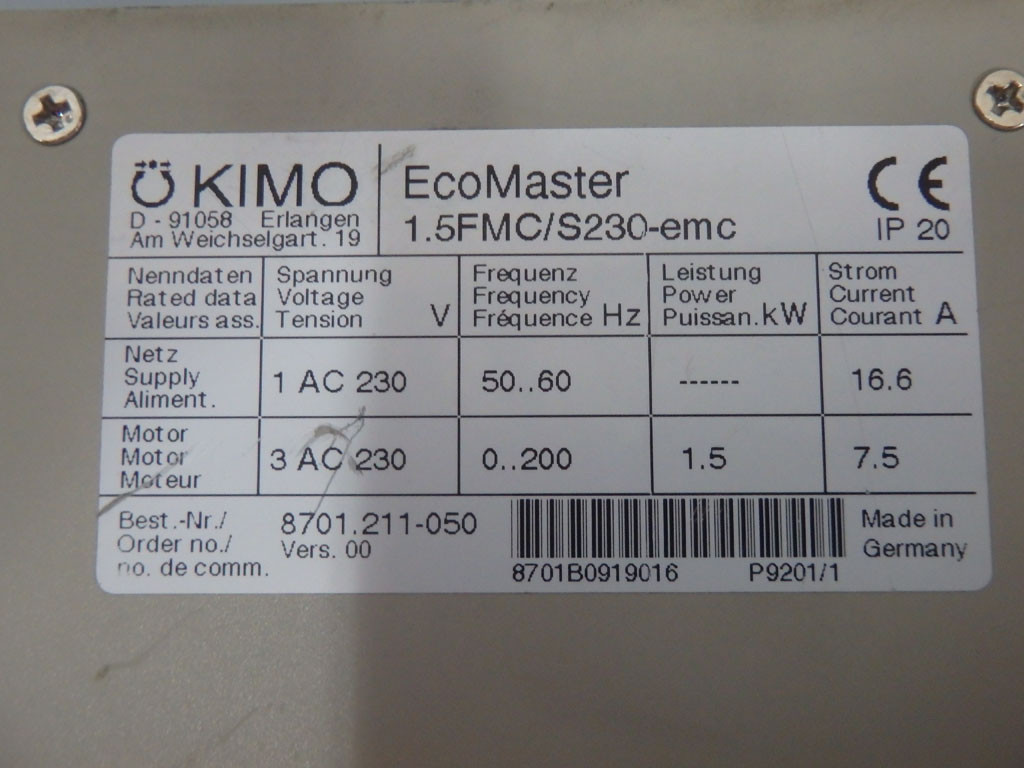 KIMO
D - 91058 Erlangen
Am Weichselgart. 19
EcoMaster
1.5FMC/S230-emc
CE
IP 20
Nenndaten
Rated data
Valeurs ass.
Spannung
Voltage
Tension V
Frequenz
Frequency
Fréquence Hz
Leistung
Power
Puissan. kW
Strom
Current
Courant A
Netz
Supply
Aliment.
1 AC 230
50..60
------
16.6
Motor
Motor
Moteur
3 AC 230
0..200
1.5
7.5
Best.-Nr./
Order no./
no. de comm.
8701.211-050
Vers. 00
8701B0919016 P9201/1
Made in
Germany